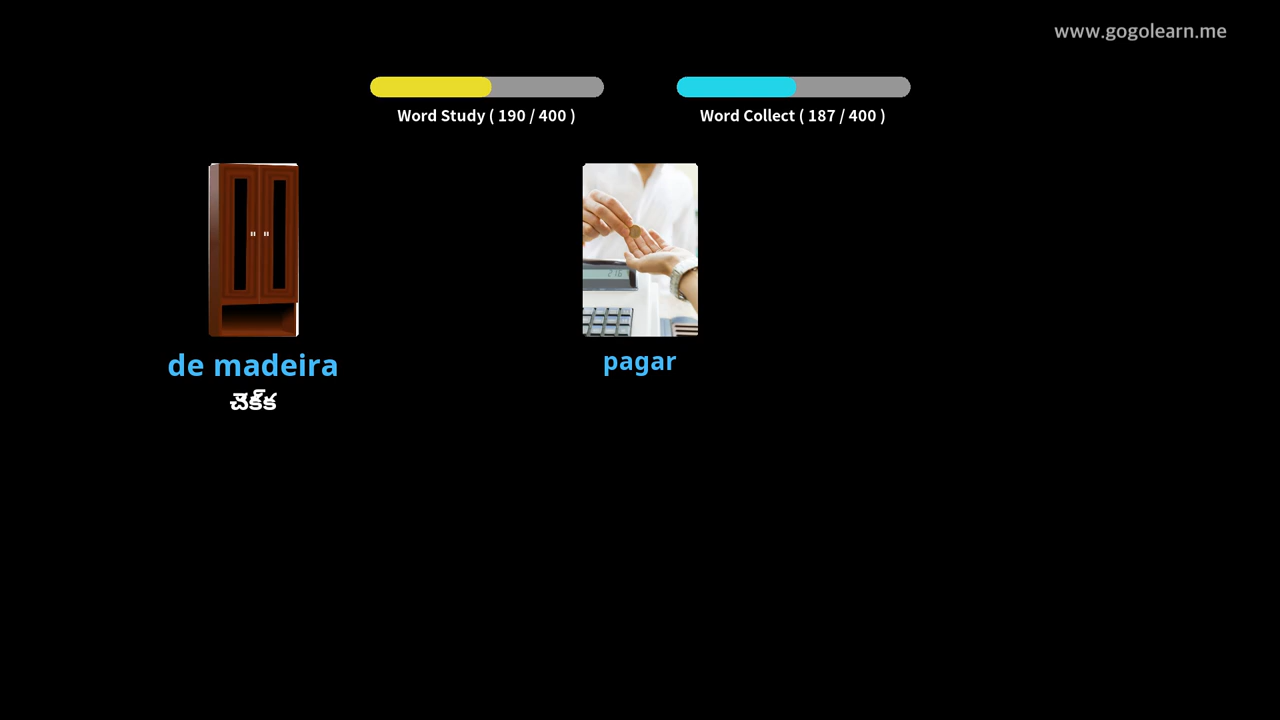 www.gogolearn.me
Word Study ( 190 / 400 )
Word Collect ( 187 / 400 )
de madeira
చెక్క
pagar